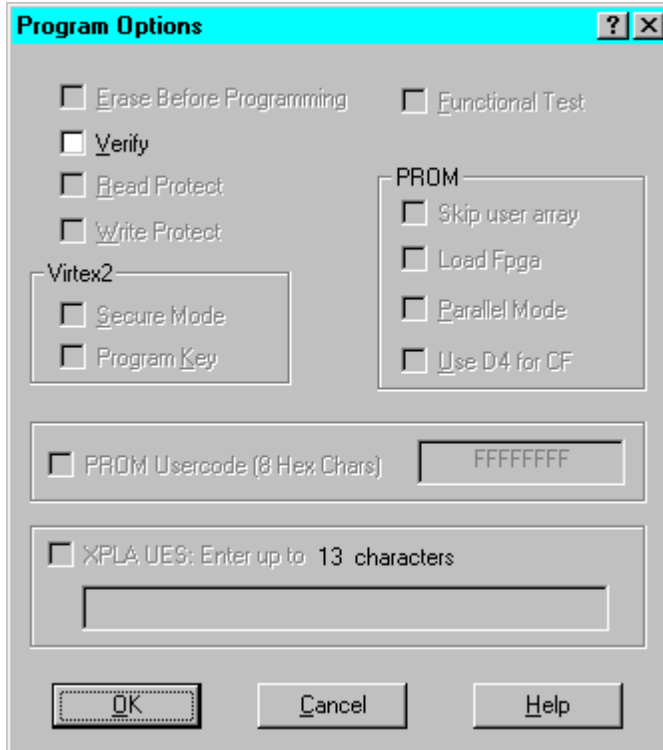 Program Options
Erase Before Programming
Functional Test
Verify
Read Protect
Write Protect
PROM
Skip user array
Load Fpga
Parallel Mode
Use D4 for CF
Virtex2
Secure Mode
Program Key
PROM Usercode (8 Hex Chars)
FFFFFFFF
XPLA UES: Enter up to 13 characters
OK
Cancel
Help